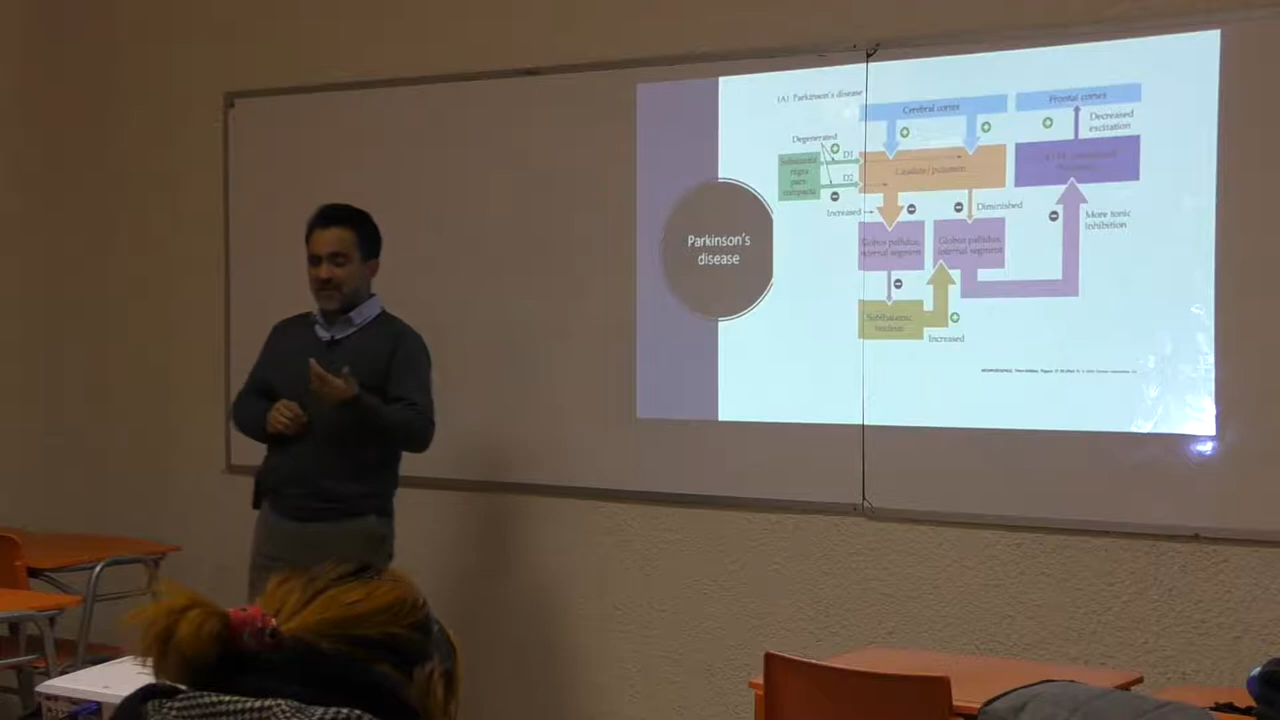 (A) Parkinson's disease
Cerebral cortex
Frontal cortex
Decreased
excitation
Degenerated
D1
D2
Substantia
nigra
pars
compacta
Caudate/putamen
Increased
Diminished
More tonic
inhibition
Globus pallidus,
external segment
Globus pallidus,
internal segment
Subthalamic
nucleus
Increased
Parkinson's
disease